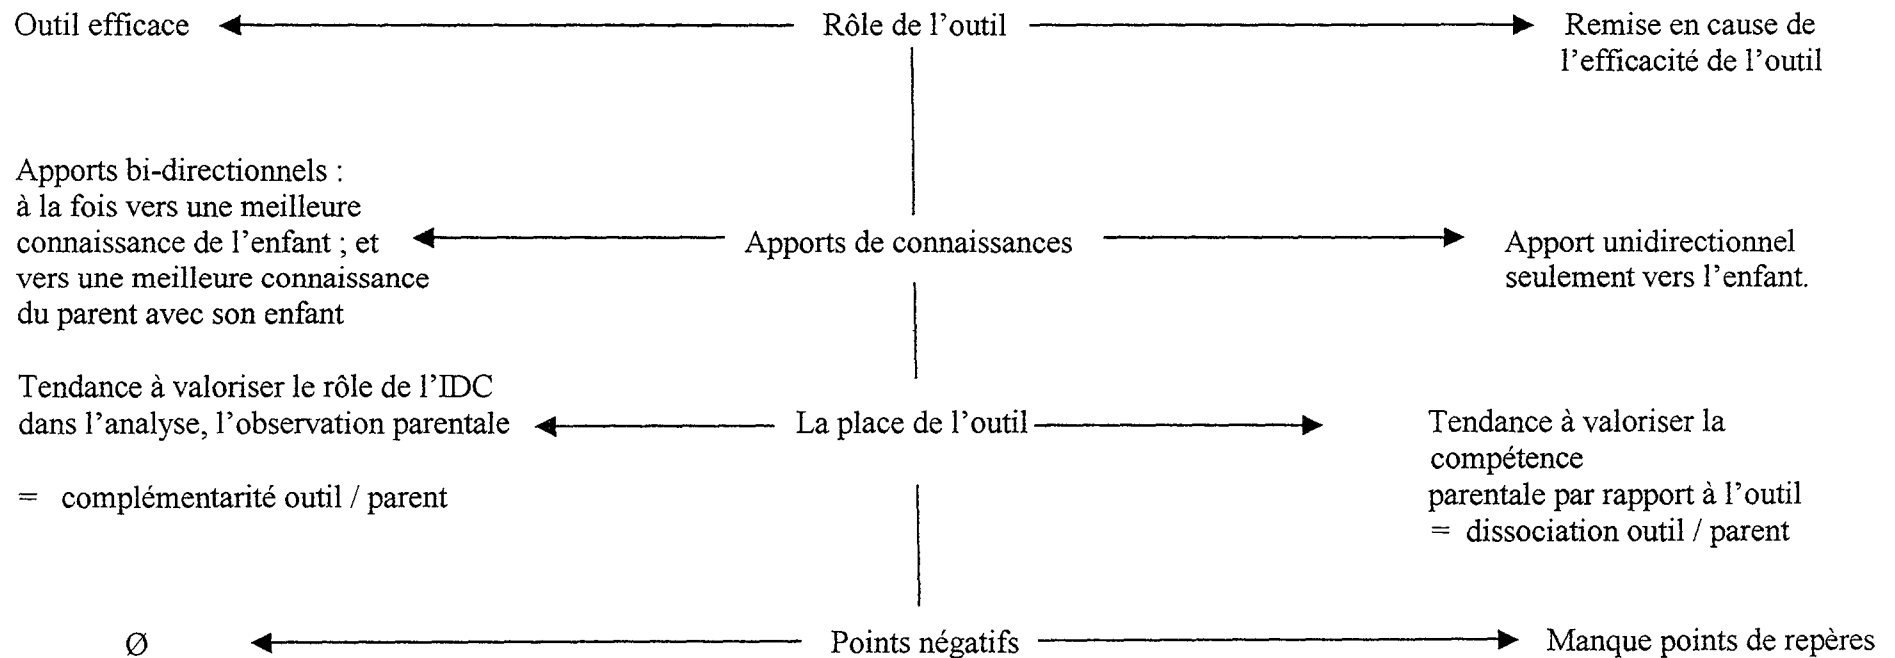 Outil efficace
Rôle de l'outil
Remise en cause de
l'efficacité de l'outil
Apports bi-directionnels :
à la fois vers une meilleure
connaissance de l'enfant ; et
vers une meilleure connaissance
du parent avec son enfant
Apports de connaissances
Apport unidirectionnel
seulement vers l'enfant.
Tendance à valoriser le rôle de l'IDC
dans l'analyse, l'observation parentale
= complémentarité outil / parent
La place de l'outil
Tendance à valoriser la
compétence
parentale par rapport à l'outil
= dissociation outil / parent
Ø
Points négatifs
Manque points de repères